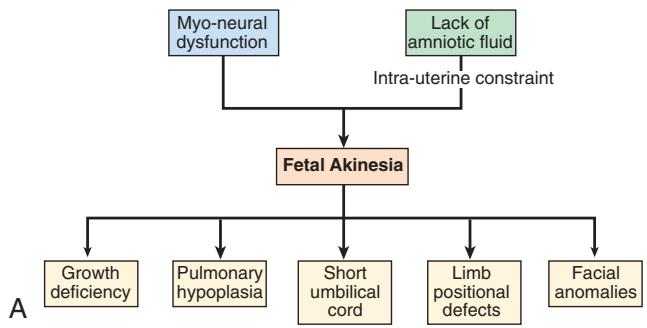 Myo-neural
dysfunction
Lack of
amniotic fluid
Intra-uterine constraint
Fetal Akinesia
Growth
deficiency
Pulmonary
hypoplasia
Short
umbilical
cord
Limb
positional
defects
Facial
anomalies
A